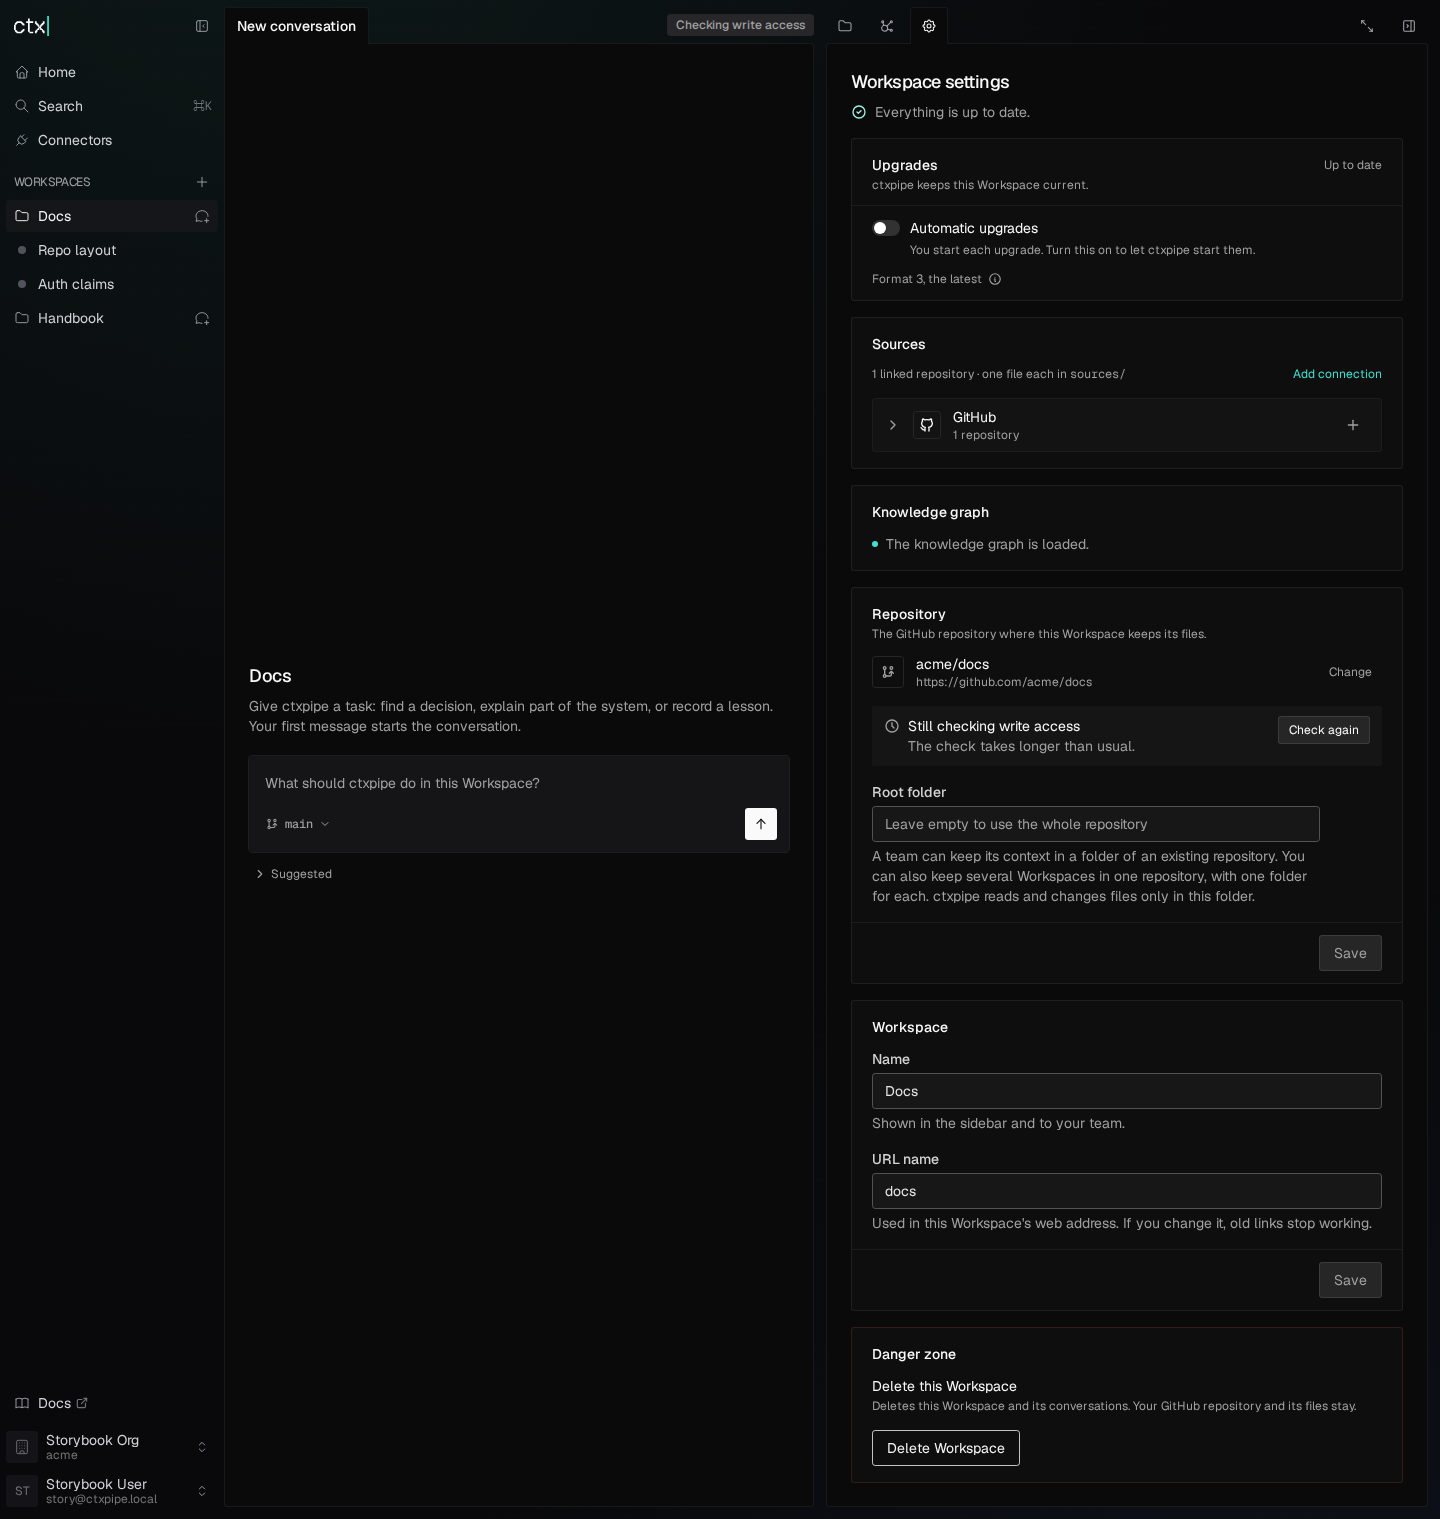 ctx
Home
Search
⌘K
Connectors
WORKSPACES
Docs
Repo layout
Auth claims
Handbook
Docs
Storybook Org
acme
ST
Storybook User
story@ctxpipe.local
New conversation
Checking write access
Docs
Give ctxpipe a task: find a decision, explain part of the system, or record a lesson.
Your first message starts the conversation.
What should ctxpipe do in this Workspace?
main
Suggested
Workspace settings
Everything is up to date.
Upgrades
Up to date
ctxpipe keeps this Workspace current.
Automatic upgrades
You start each upgrade. Turn this on to let ctxpipe start them.
Format 3, the latest
Sources
1 linked repository · one file each in sources/
Add connection
GitHub
1 repository
Knowledge graph
The knowledge graph is loaded.
Repository
The GitHub repository where this Workspace keeps its files.
acme/docs
https://github.com/acme/docs
Change
Still checking write access
The check takes longer than usual.
Check again
Root folder
Leave empty to use the whole repository
A team can keep its context in a folder of an existing repository. You
can also keep several Workspaces in one repository, with one folder
for each. ctxpipe reads and changes files only in this folder.
Save
Workspace
Name
Docs
Shown in the sidebar and to your team.
URL name
docs
Used in this Workspace's web address. If you change it, old links stop working.
Save
Danger zone
Delete this Workspace
Deletes this Workspace and its conversations. Your GitHub repository and its files stay.
Delete Workspace